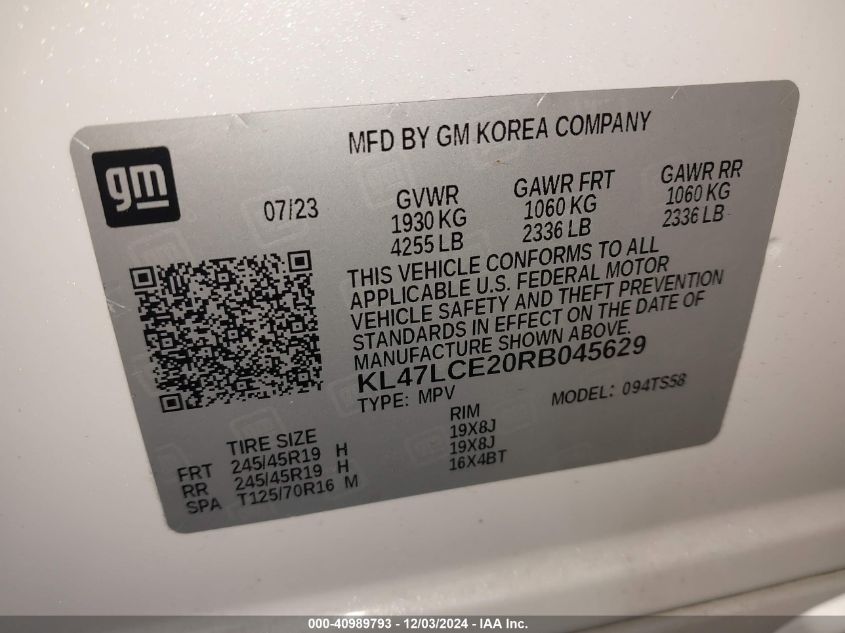 MFD BY GM KOREA COMPANY
gm
07/23
GVWR
1930 KG
4255 LB
GAWR FRT
1060 KG
2336 LB
GAWR RR
1060 KG
2336 LB
THIS VEHICLE CONFORMS TO ALL
APPLICABLE U.S. FEDERAL MOTOR
VEHICLE SAFETY AND THEFT PREVENTION
STANDARDS IN EFFECT ON THE DATE OF
MANUFACTURE SHOWN ABOVE.
KL47LCE20RB045629
TYPE: MPV
MODEL: 094TS58
TIRE SIZE
RIM
FRT 245/45R19 H 19X8J
RR 245/45R19 H 19X8J
SPA T125/70R16 M 16X4BT
000-40989793 - 12/03/2024 - IAA Inc.